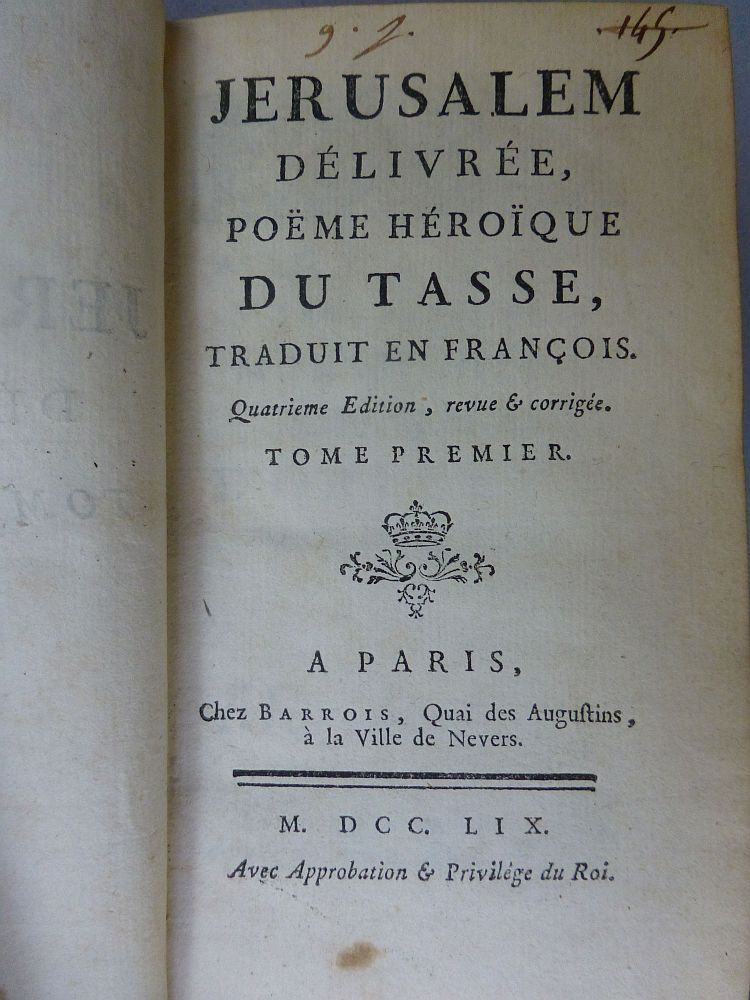 9. J.
145.
JERUSALEM
DÉLIVRÉE,
POËME HÉROÏQUE
DU TASSE,
TRADUIT EN FRANÇOIS.
Quatrieme Edition, revue & corrigée.
TOME PREMIER.
A PARIS,
Chez BARROIS, Quai des Auguſtins,
à la Ville de Nevers.
M. DCC. LIX.
Avec Approbation & Privilége du Roi.